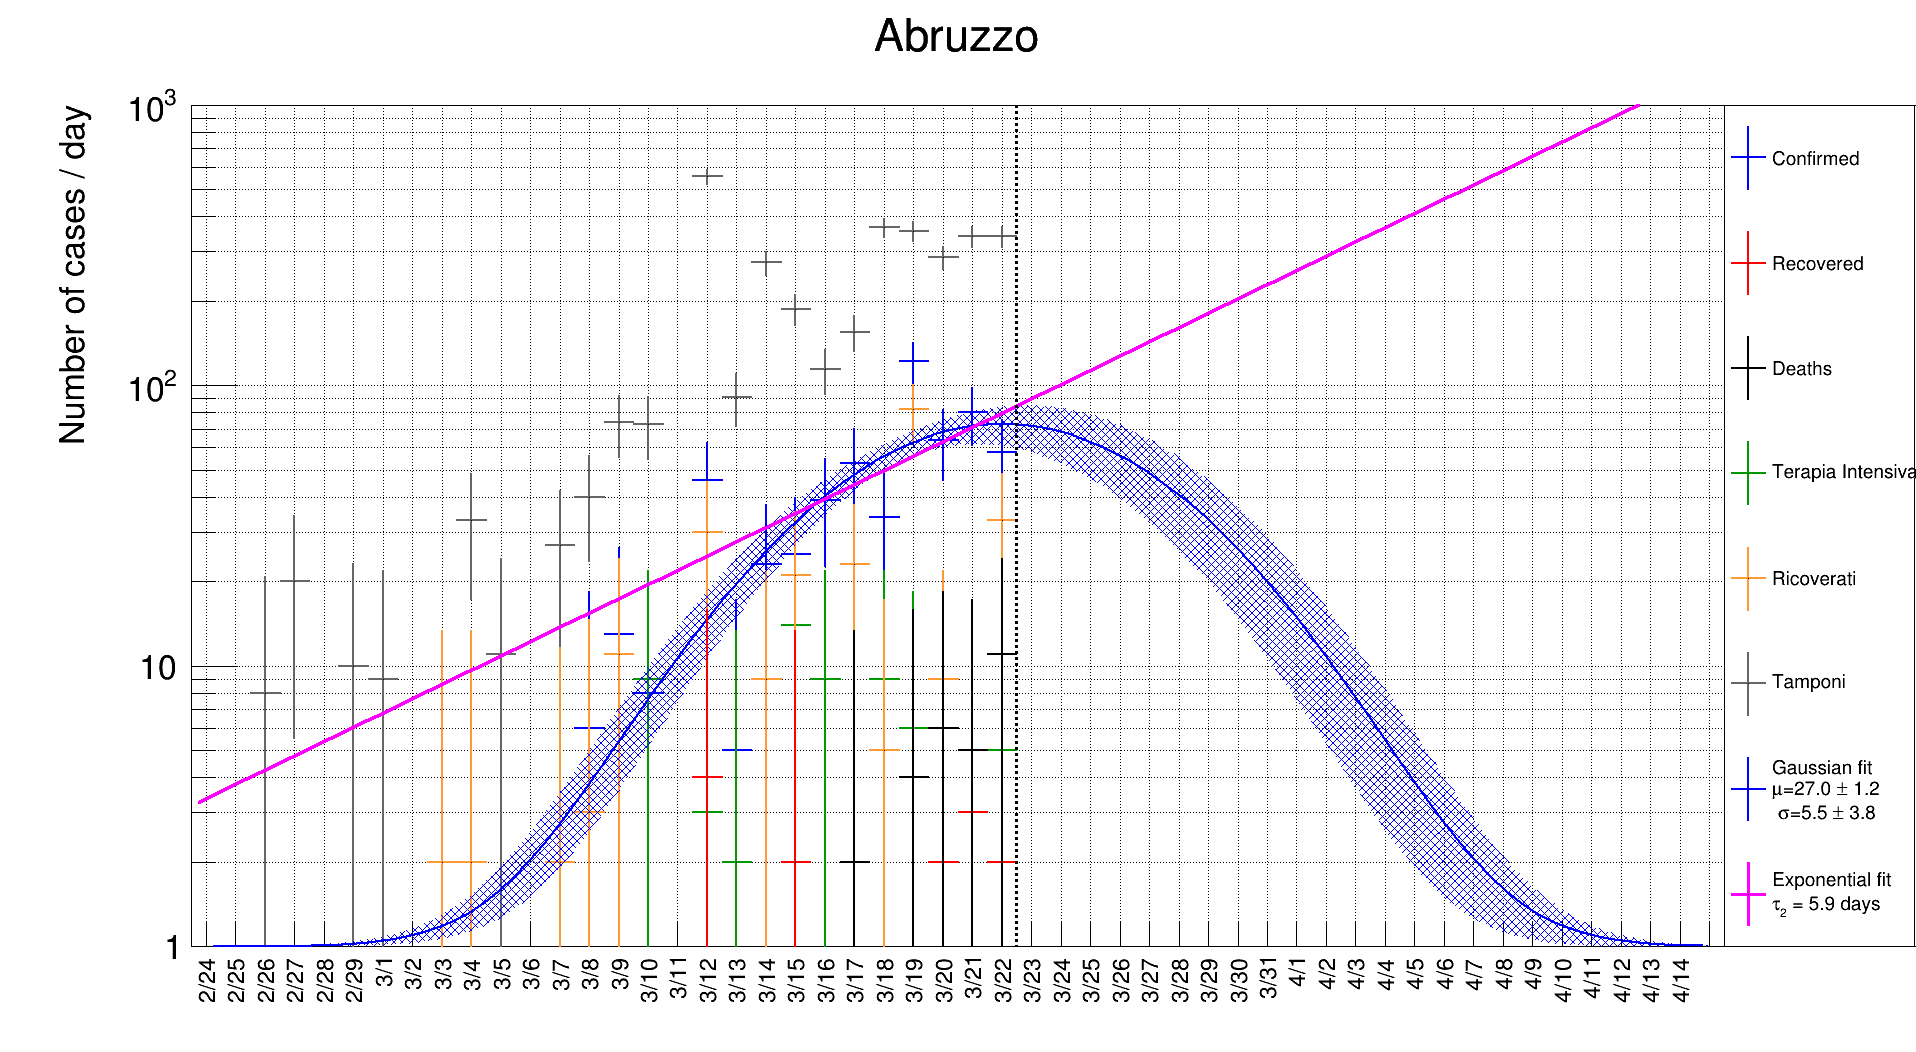 Abruzzo
Number of cases / day
10³
10²
10
1
2/24 2/25 2/26 2/27 2/28 2/29 3/1 3/2 3/3 3/4 3/5 3/6 3/7 3/8 3/9 3/10 3/11 3/12 3/13 3/14 3/15 3/16 3/17 3/18 3/19 3/20 3/21 3/22 3/23 3/24 3/25 3/26 3/27 3/28 3/29 3/30 3/31 4/1 4/2 4/3 4/4 4/5 4/6 4/7 4/8 4/9 4/10 4/11 4/12 4/13 4/14
Confirmed
Recovered
Deaths
Terapia Intensiva
Ricoverati
Tamponi
Gaussian fit
μ=27.0 ± 1.2
σ=5.5 ± 3.8
Exponential fit
τ₂ = 5.9 days